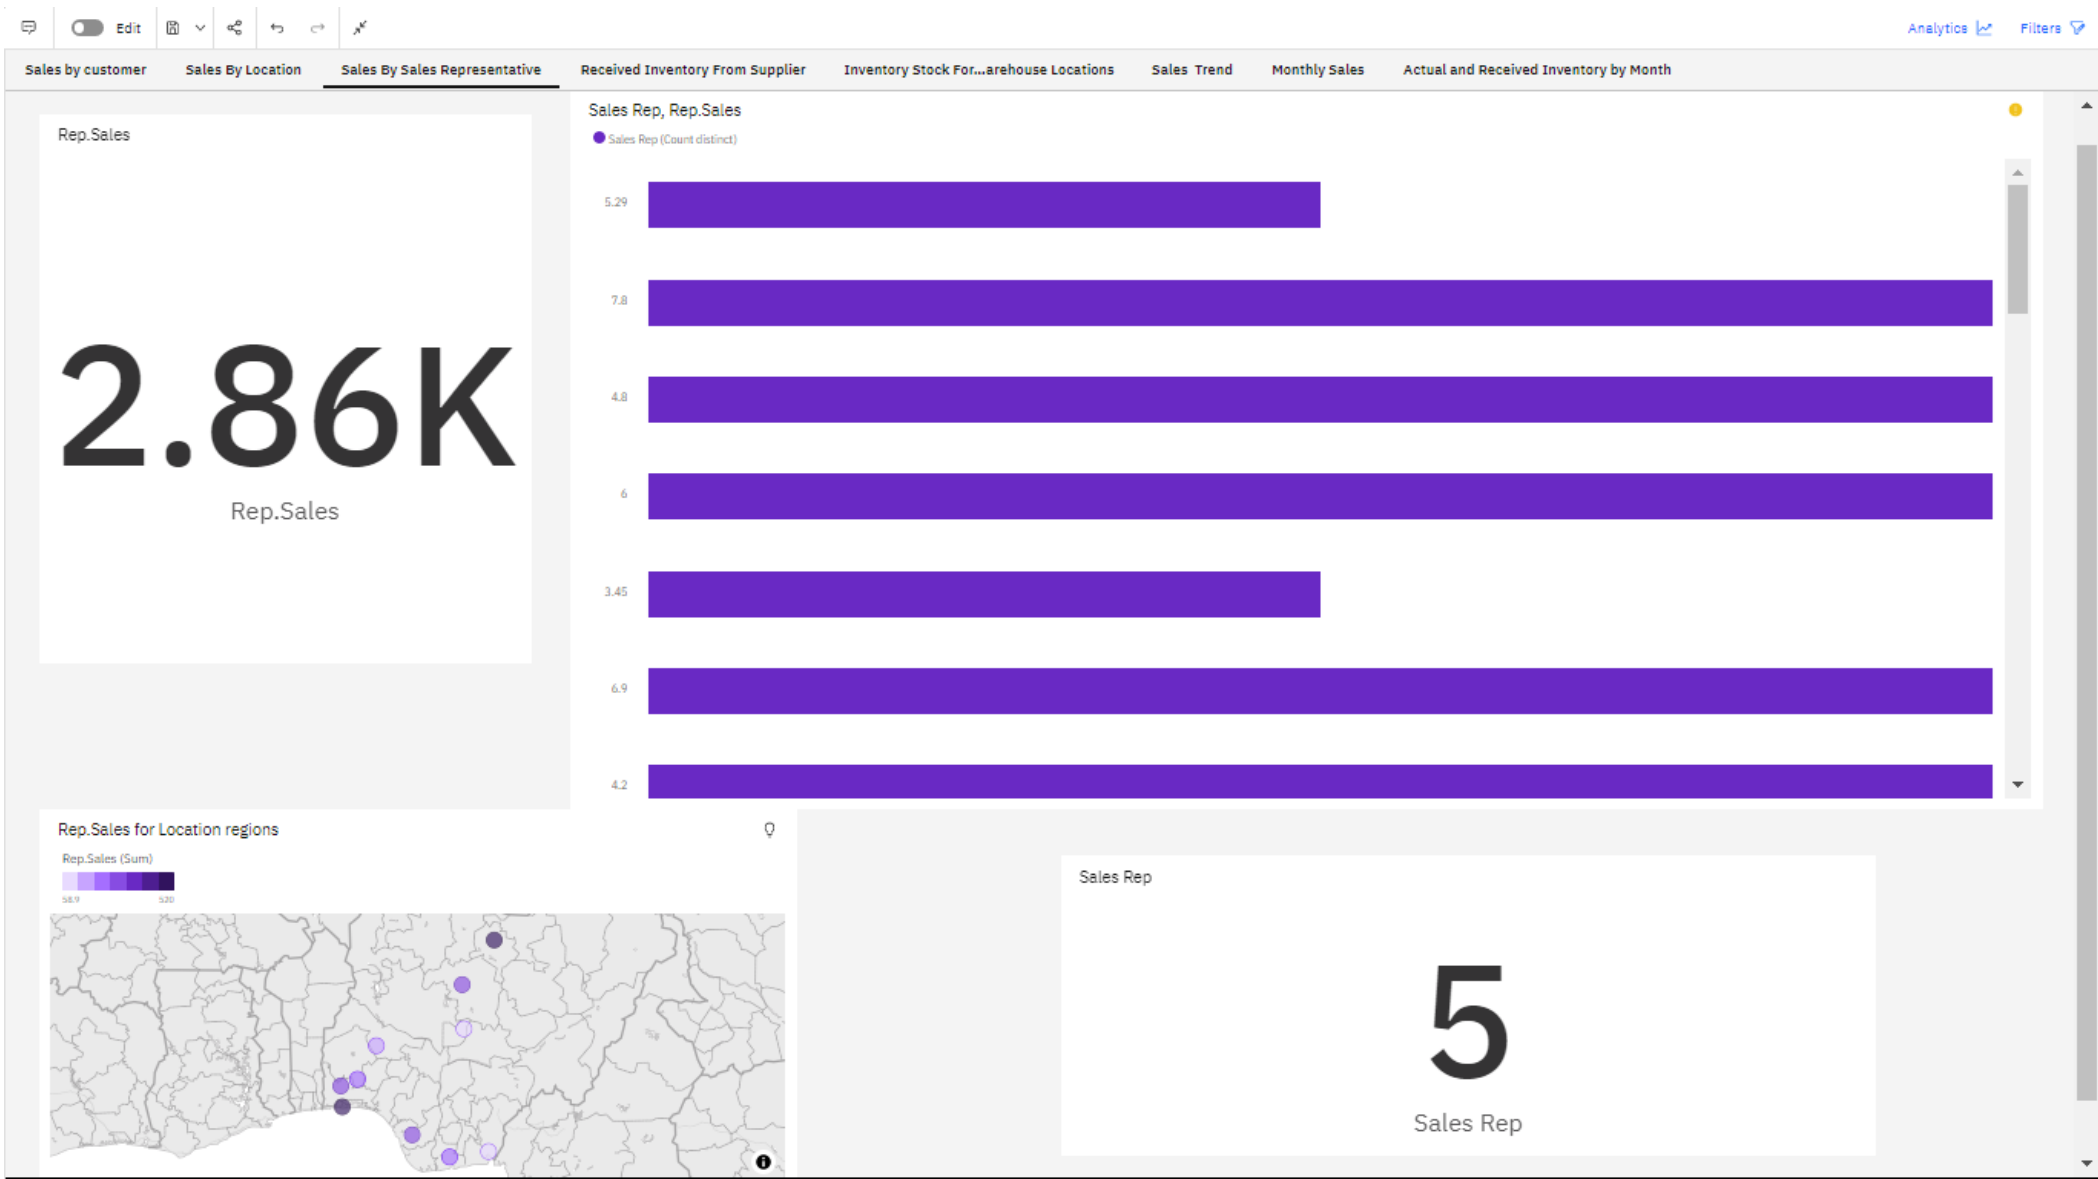 Edit
Analytics
Filters
Sales by customer
Sales By Location
Sales By Sales Representative
Received Inventory From Supplier
Inventory Stock For...arehouse Locations
Sales Trend
Monthly Sales
Actual and Received Inventory by Month
Rep.Sales
2.86K
Rep.Sales
Sales Rep, Rep.Sales
Sales Rep (Count distinct)
5.29
7.8
4.8
6
3.45
6.9
4.2
Rep.Sales for Location regions
Rep.Sales (Sum)
58.9 520
Sales Rep
5
Sales Rep